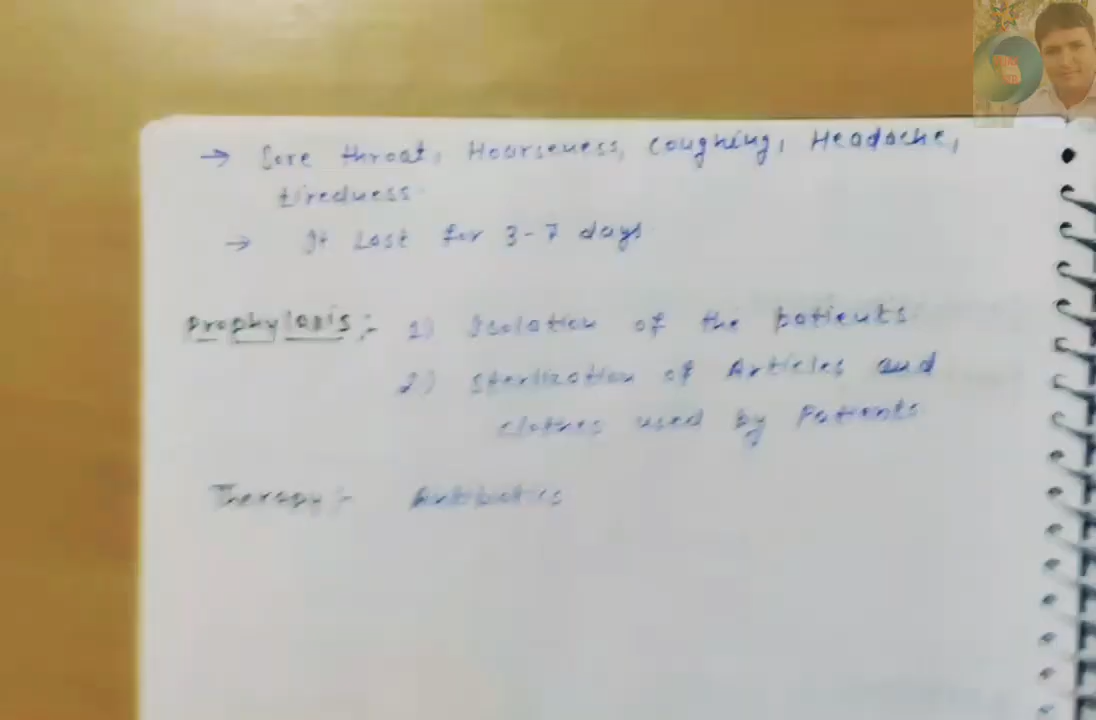 → Sore throat, Hoarseness, Coughing, Headache,
tiredness
→ It Last for 3-7 days
Prophylaxis:- 1) Isolation of the patients
2) Sterlization of Articles and
clothes used by Patients
Therapy:- Antibiotics